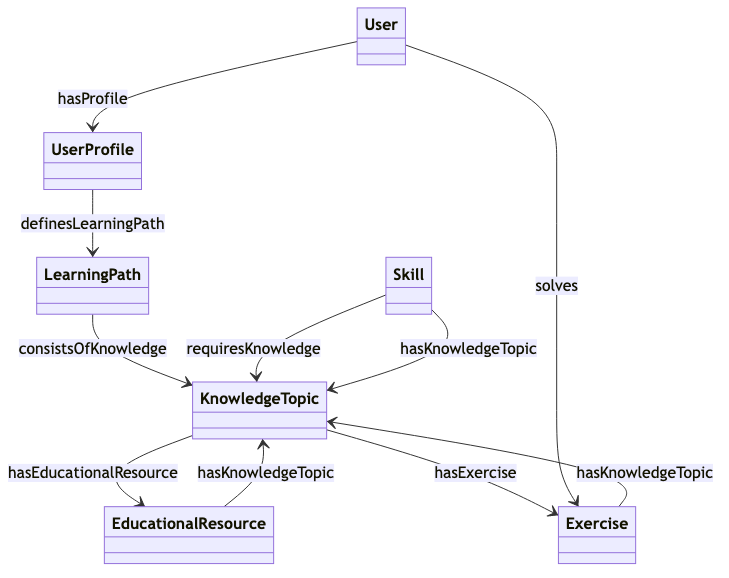 User
hasProfile
UserProfile
definesLearningPath
LearningPath
Skill
solves
consistsOfKnowledge
requiresKnowledge
hasKnowledgeTopic
KnowledgeTopic
hasEducationalResource
hasKnowledgeTopic
hasExercise
hasKnowledgeTopic
EducationalResource
Exercise